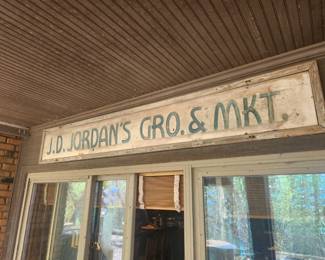 J.D. JORDAN'S GRO. & MKT.